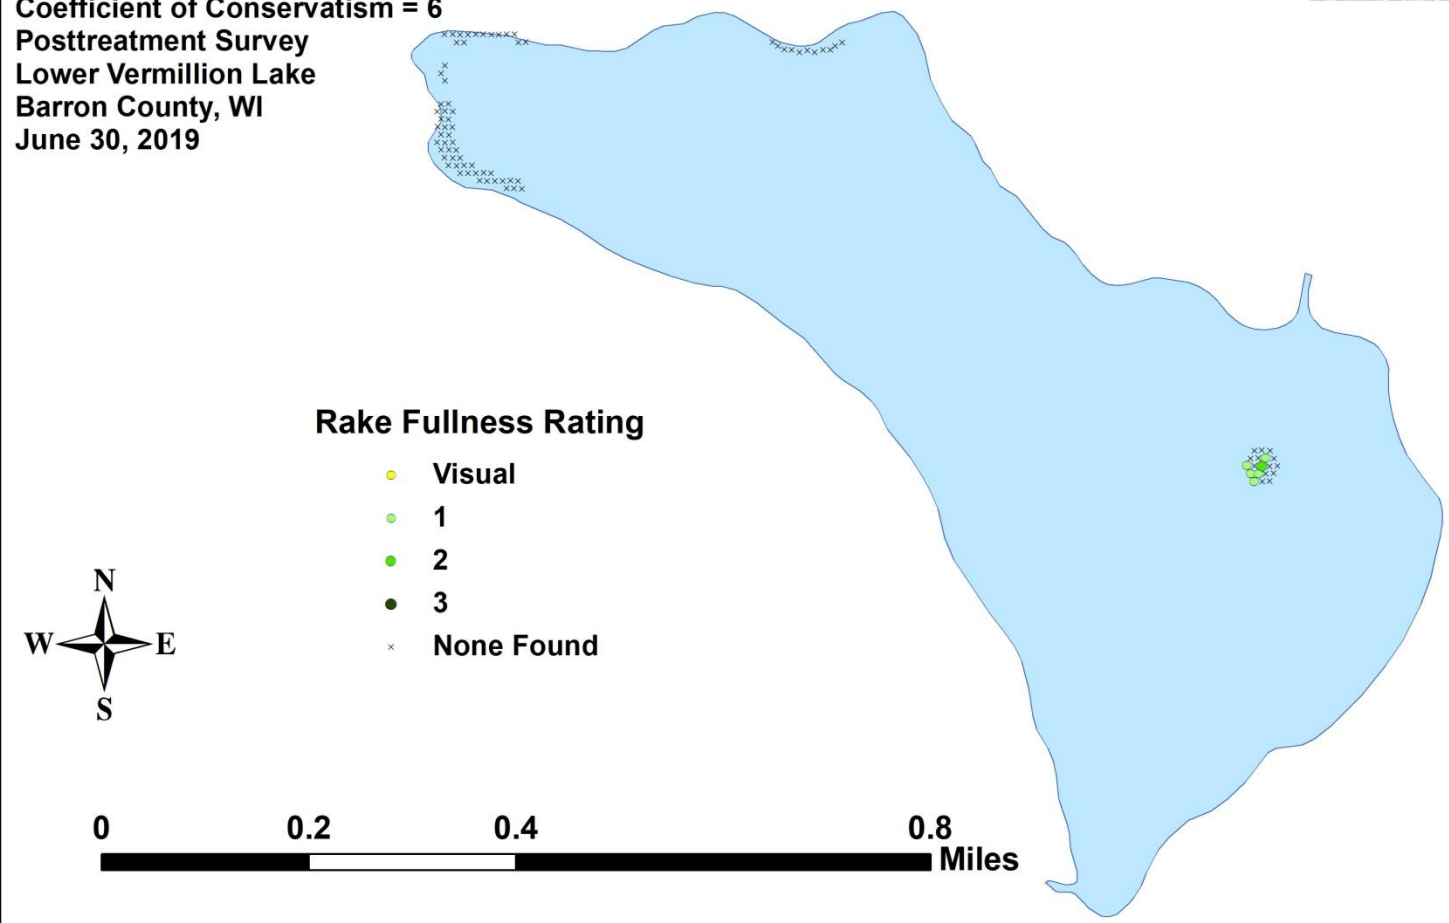 Coefficient of Conservatism = 6
Posttreatment Survey
Lower Vermillion Lake
Barron County, WI
June 30, 2019
Rake Fullness Rating
Visual
1
2
3
None Found
N
W E
S
0 0.2 0.4 0.8
Miles